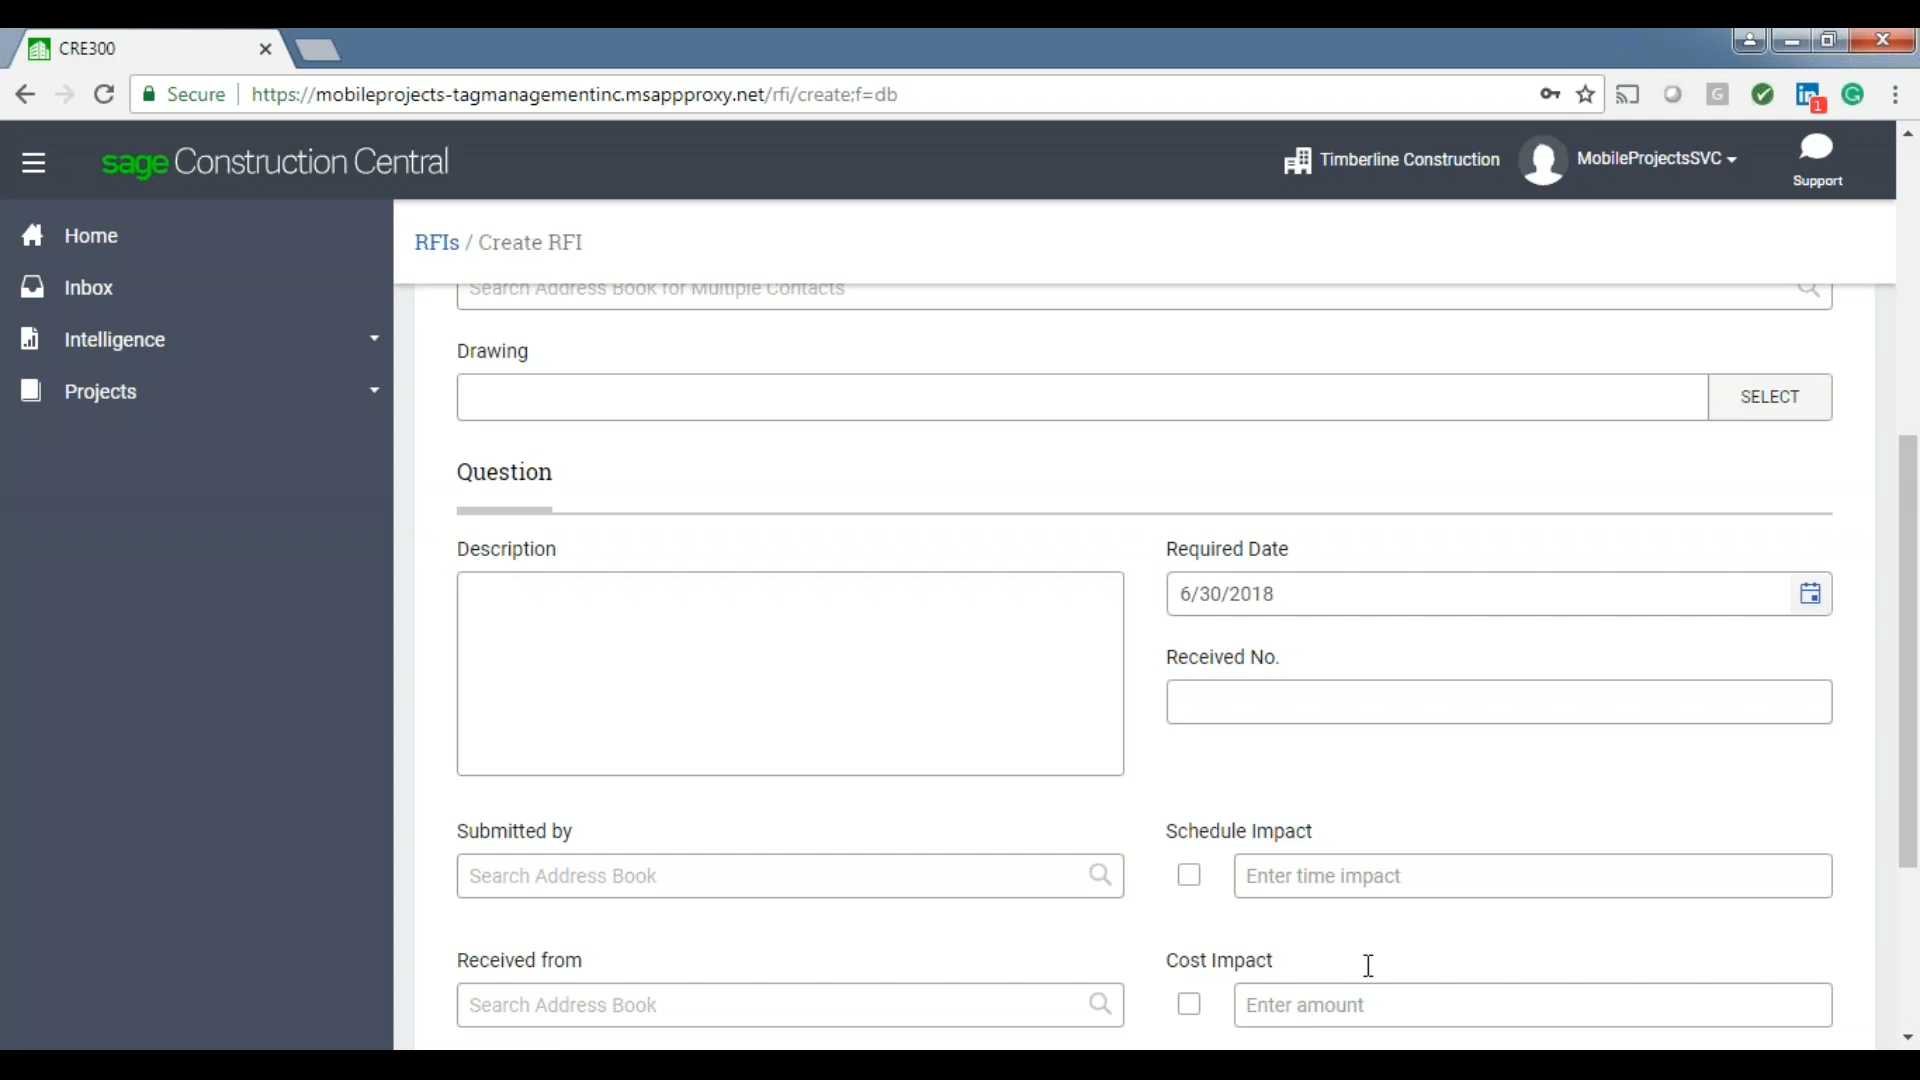 CRE300
Secure https://mobileprojects-tagmanagementinc.msappproxy.net/rfi/create;f=db
G
in
1
G
sage Construction Central
Timberline Construction
MobileProjectsSVC
Support
Home
Inbox
Intelligence
Projects
RFIs / Create RFI
Search Address Book for Multiple Contacts
Drawing
SELECT
Question
Description
Required Date
6/30/2018
Received No.
Submitted by
Schedule Impact
Search Address Book
Enter time impact
Received from
Cost Impact
Search Address Book
Enter amount